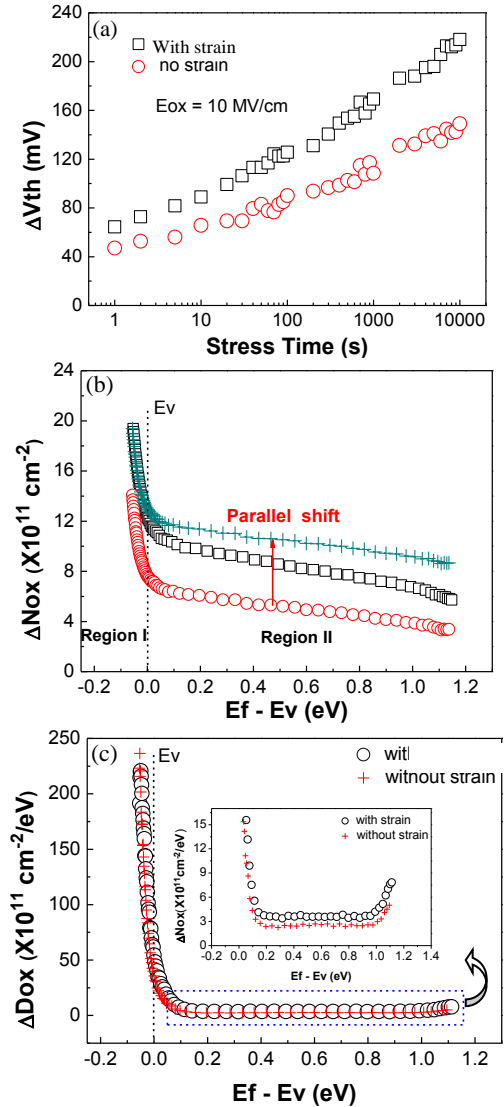 (a)
With strain
no strain
Eox = 10 MV/cm
ΔVth (mV)
240
200
160
120
80
40
0
1
10
100
1000
10000
Stress Time (s)
(b)
Ev
Parallel shift
Region I
Region II
ΔNox (X10¹¹ cm⁻²)
24
20
16
12
8
4
0
-0.2
0.0
0.2
0.4
0.6
0.8
1.0
1.2
Ef - Ev (eV)
(c)
Ev
wit
without strain
ΔDox (X10¹¹ cm⁻²/eV)
250
200
150
100
50
0
with strain
without strain
ΔNox(X10¹¹cm⁻²/eV)
15
12
9
6
3
0
0.0
0.2
0.4
0.6
0.8
1.0
1.2
1.4
Ef - Ev (eV)
-0.2
0.0
0.2
0.4
0.6
0.8
1.0
1.2
Ef - Ev (eV)